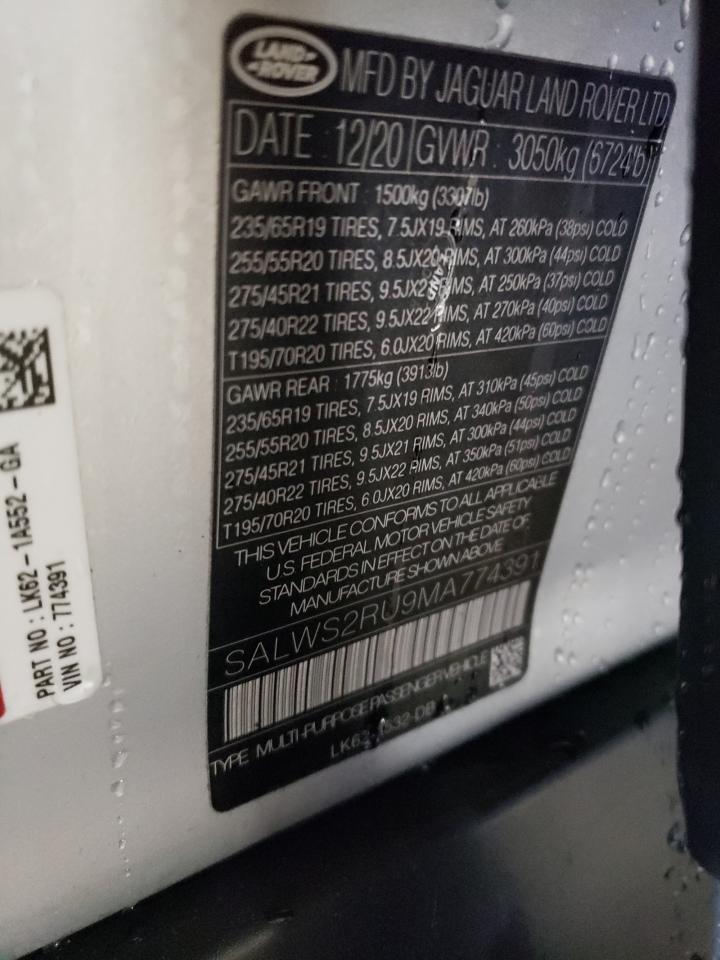 LAND
ROVER
MFD BY JAGUAR LAND ROVER LTD
DATE 12/20 GVWR : 3050kg (6724lb)
GAWR FRONT : 1500kg (3307lb)
235/65R19 TIRES, 7.5JX19 RIMS, AT 260kPa (38psi) COLD
255/55R20 TIRES, 8.5JX20 RIMS, AT 300kPa (44psi) COLD
275/45R21 TIRES, 9.5JX21 RIMS, AT 250kPa (37psi) COLD
275/40R22 TIRES, 9.5JX22 RIMS, AT 270kPa (40psi) COLD
T195/70R20 TIRES, 6.0JX20 RIMS, AT 420kPa (60psi) COLD
GAWR REAR : 1775kg (3913lb)
235/65R19 TIRES, 7.5JX19 RIMS, AT 310kPa (45psi) COLD
255/55R20 TIRES, 8.5JX20 RIMS, AT 340kPa (50psi) COLD
275/45R21 TIRES, 9.5JX21 RIMS, AT 300kPa (44psi) COLD
275/40R22 TIRES, 9.5JX22 RIMS, AT 350kPa (51psi) COLD
T195/70R20 TIRES, 6.0JX20 RIMS, AT 420kPa (60psi) COLD
THIS VEHICLE CONFORMS TO ALL APPLICABLE
U.S. FEDERAL MOTOR VEHICLE SAFETY
STANDARDS IN EFFECT ON THE DATE OF
MANUFACTURE SHOWN ABOVE
SALWS2RU9MA774391
TYPE MULTI-PURPOSE PASSENGER VEHICLE
PART NO : LK62-1A552-GA
VIN NO : 774391